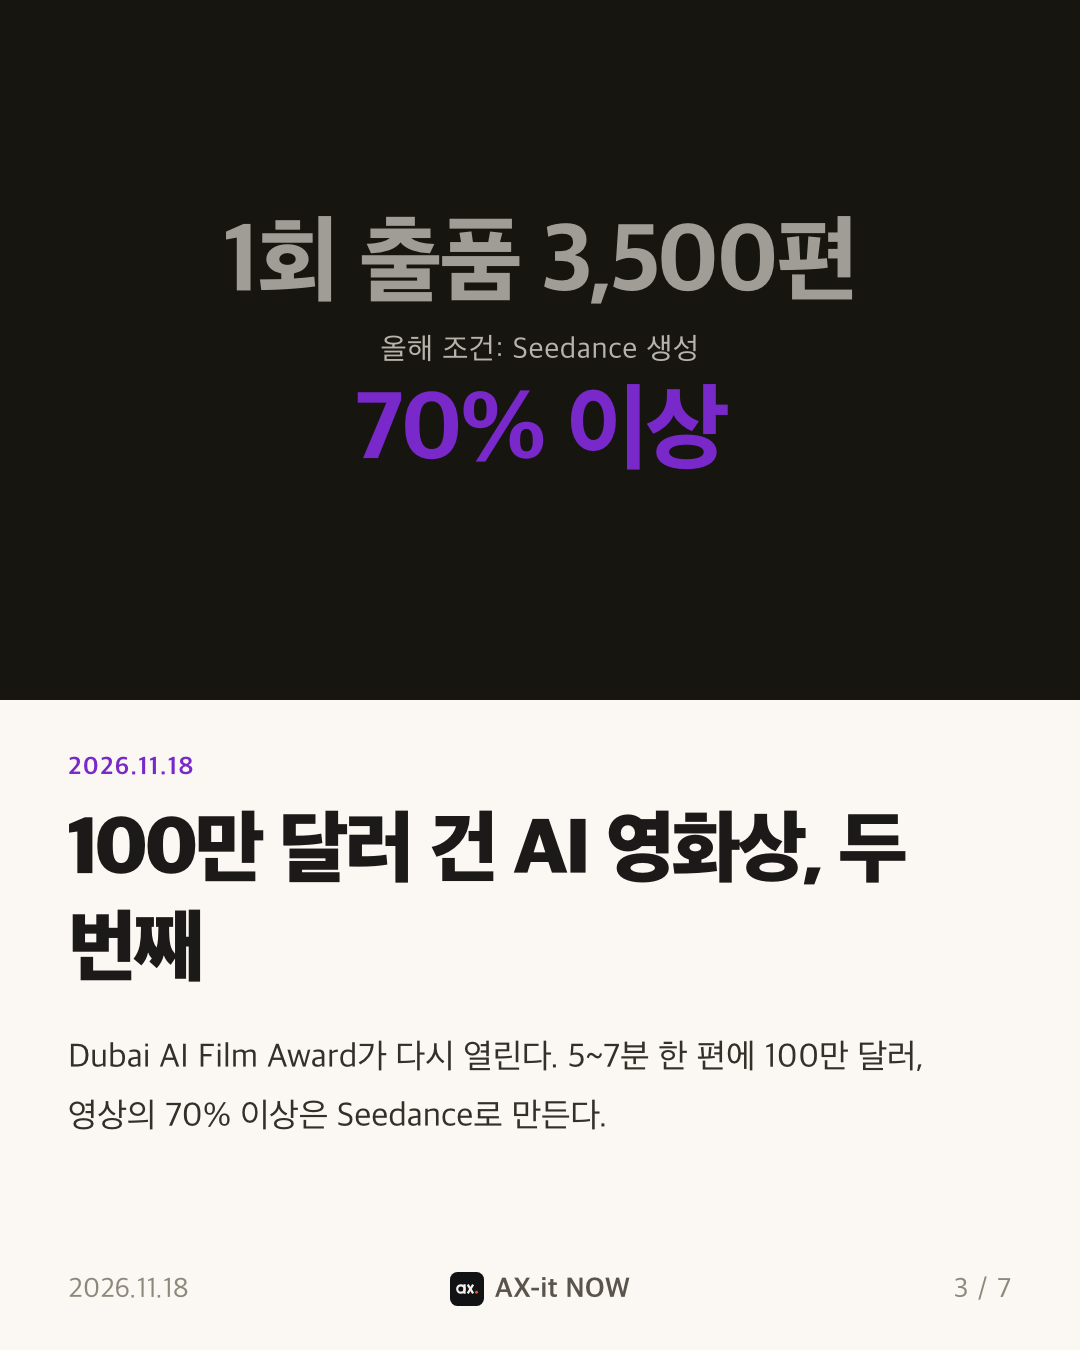 1회 출품 3,500편
올해 조건: Seedance 생성
70% 이상
2026.11.18
100만 달러 건 AI 영화상, 두
번째
Dubai AI Film Award가 다시 열린다. 5~7분 한 편에 100만 달러,
영상의 70% 이상은 Seedance로 만든다.
2026.11.18
ax.
AX-it NOW
3 / 7